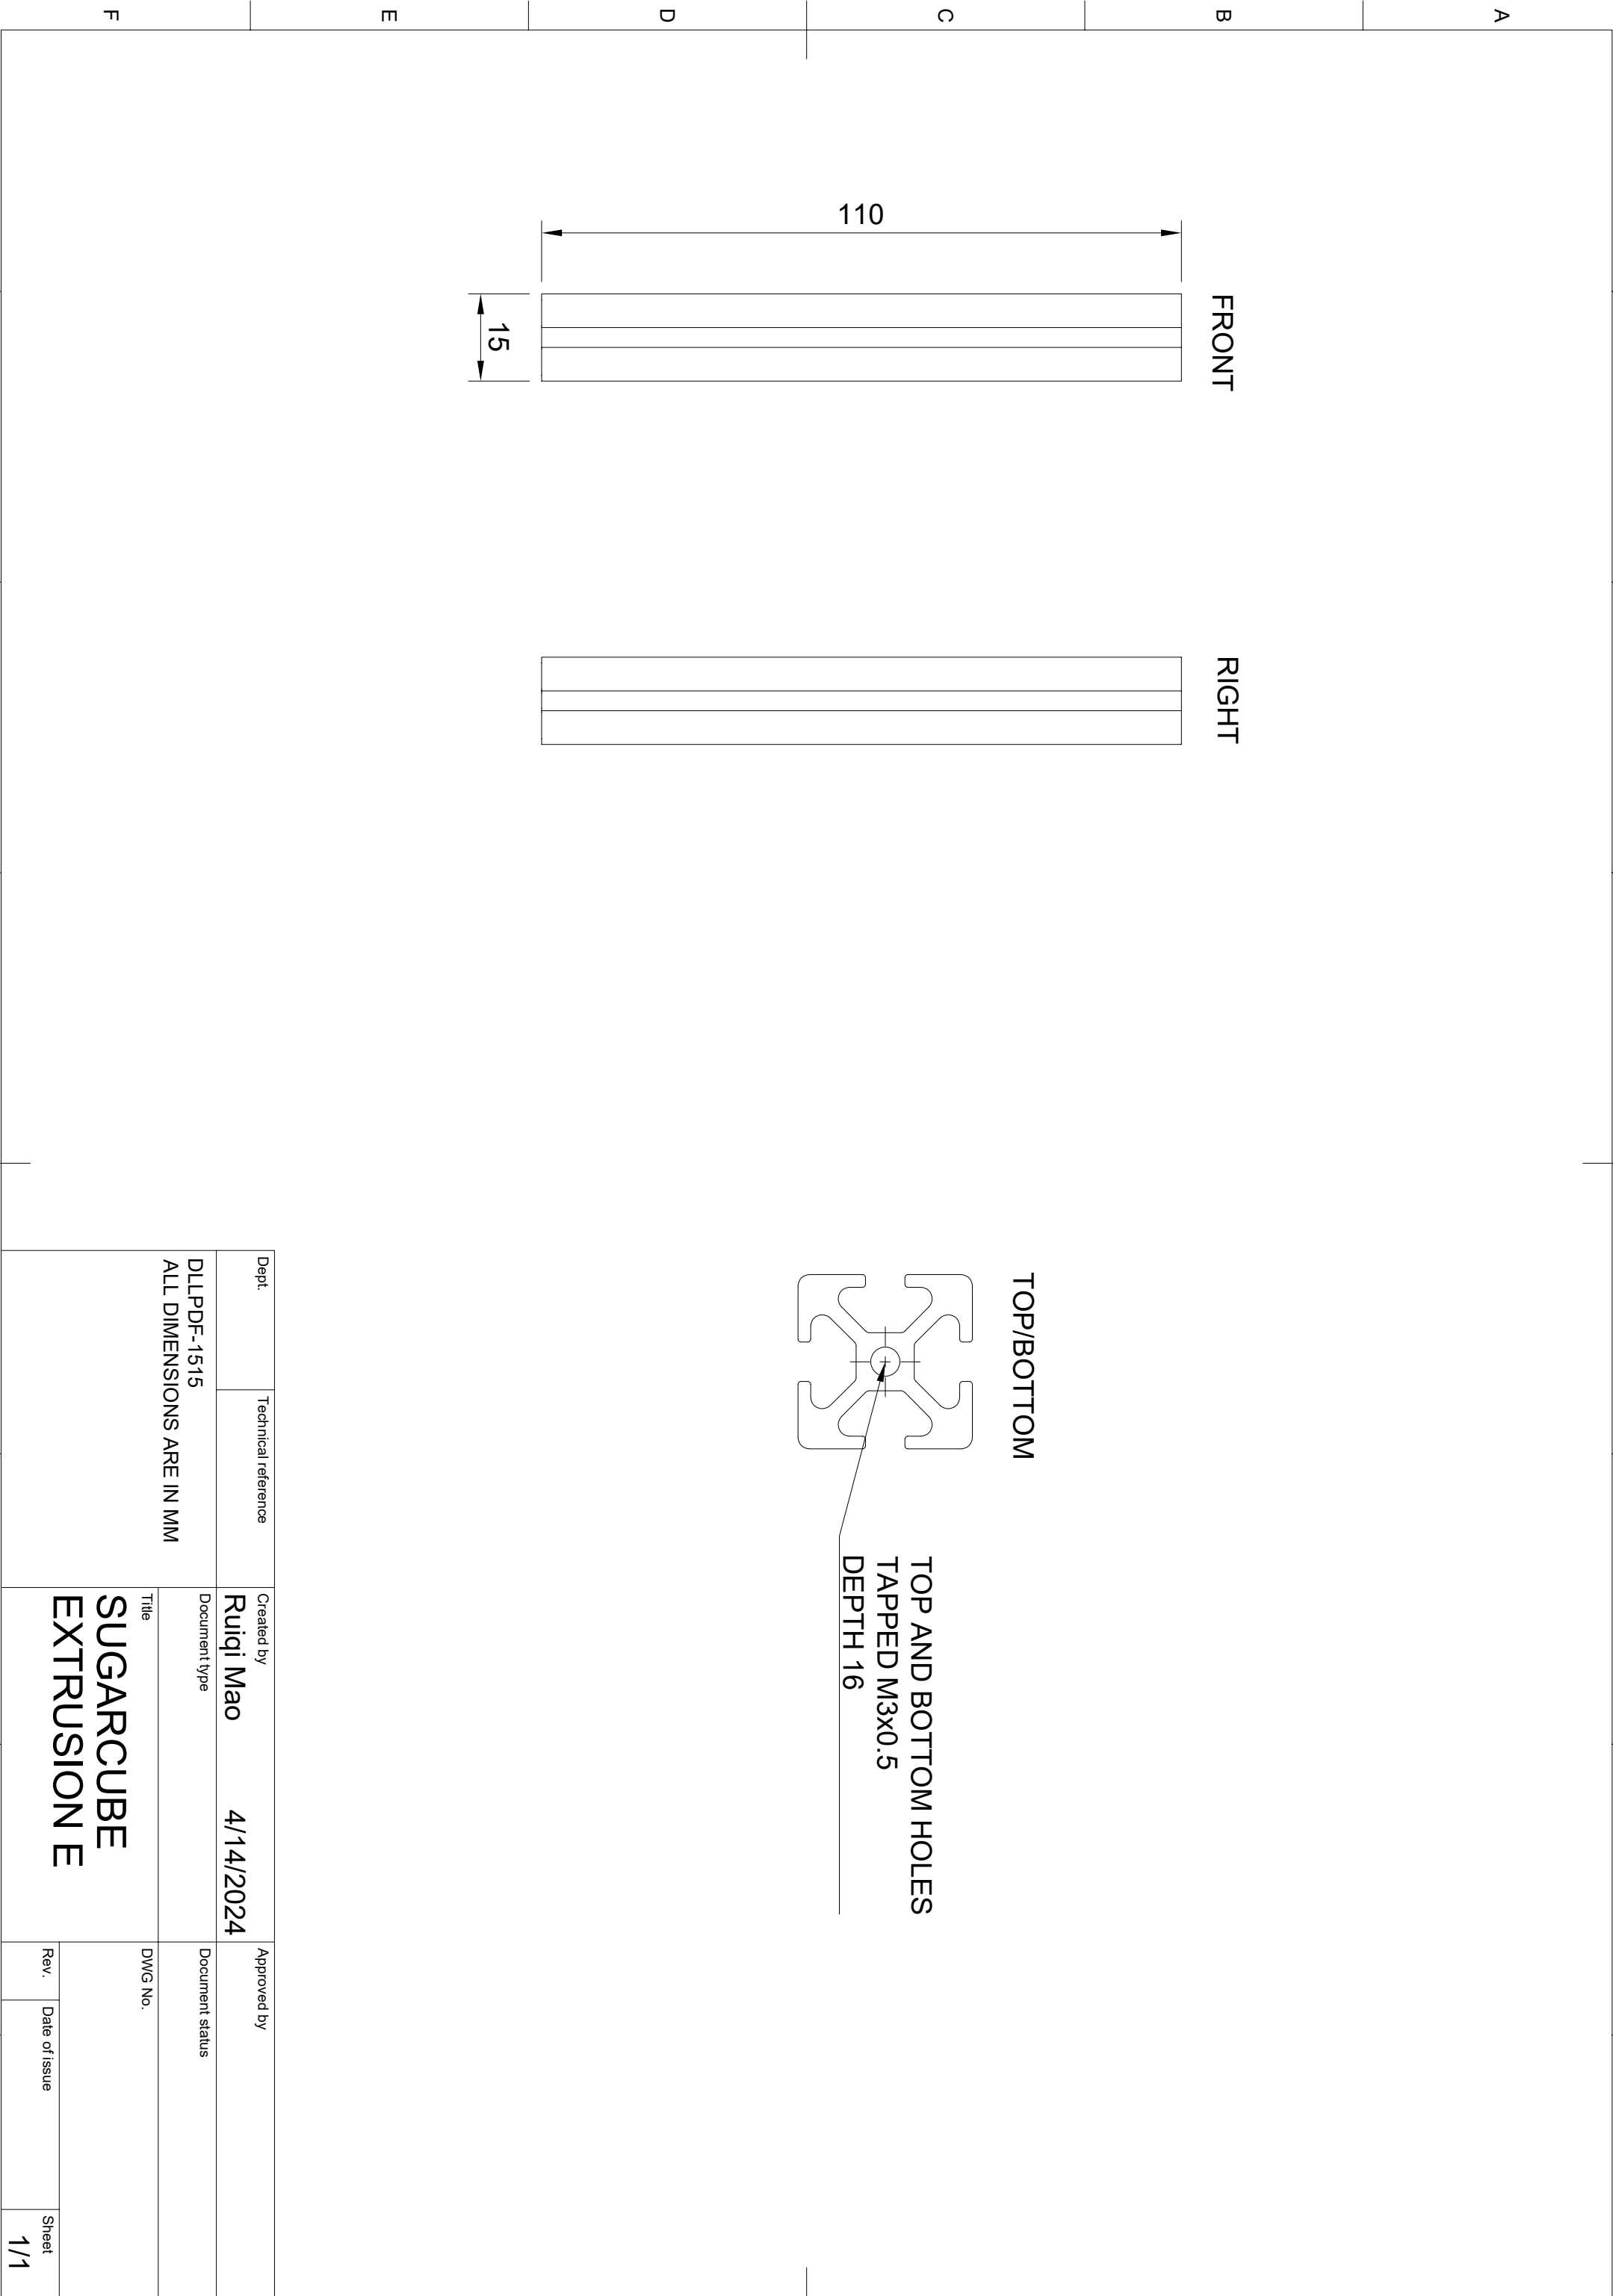 F
E
D
C
B
A
FRONT
110
15
RIGHT
TOP/BOTTOM
TOP AND BOTTOM HOLES
TAPPED M3x0.5
DEPTH 16
Dept.
Technical reference
Created by
Ruiqi Mao 4/14/2024
Approved by
DLLPDF-1515
ALL DIMENSIONS ARE IN MM
Document type
Document status
Title
SUGARCUBE
EXTRUSION E
DWG No.
Rev.
Date of issue
Sheet
1/1